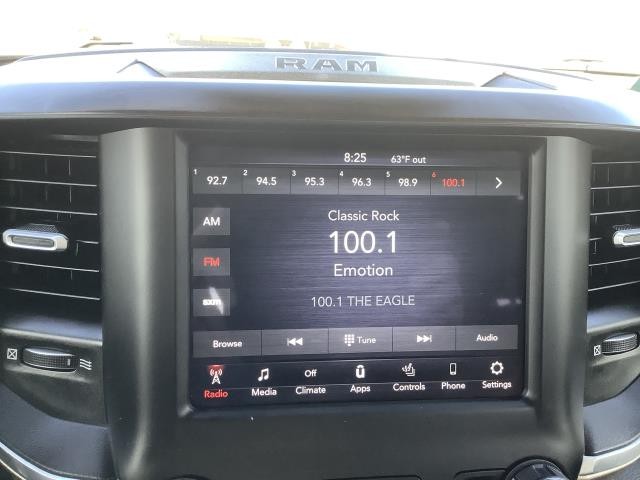 RAM
8:25 63°F out
1 92.7 2 94.5 3 95.3 4 96.3 5 98.9 6 100.1
AM
Classic Rock
100.1
FM
Emotion
SXM
100.1 THE EAGLE
Browse Tune Audio
Off
Radio Media Climate Apps Controls Phone Settings